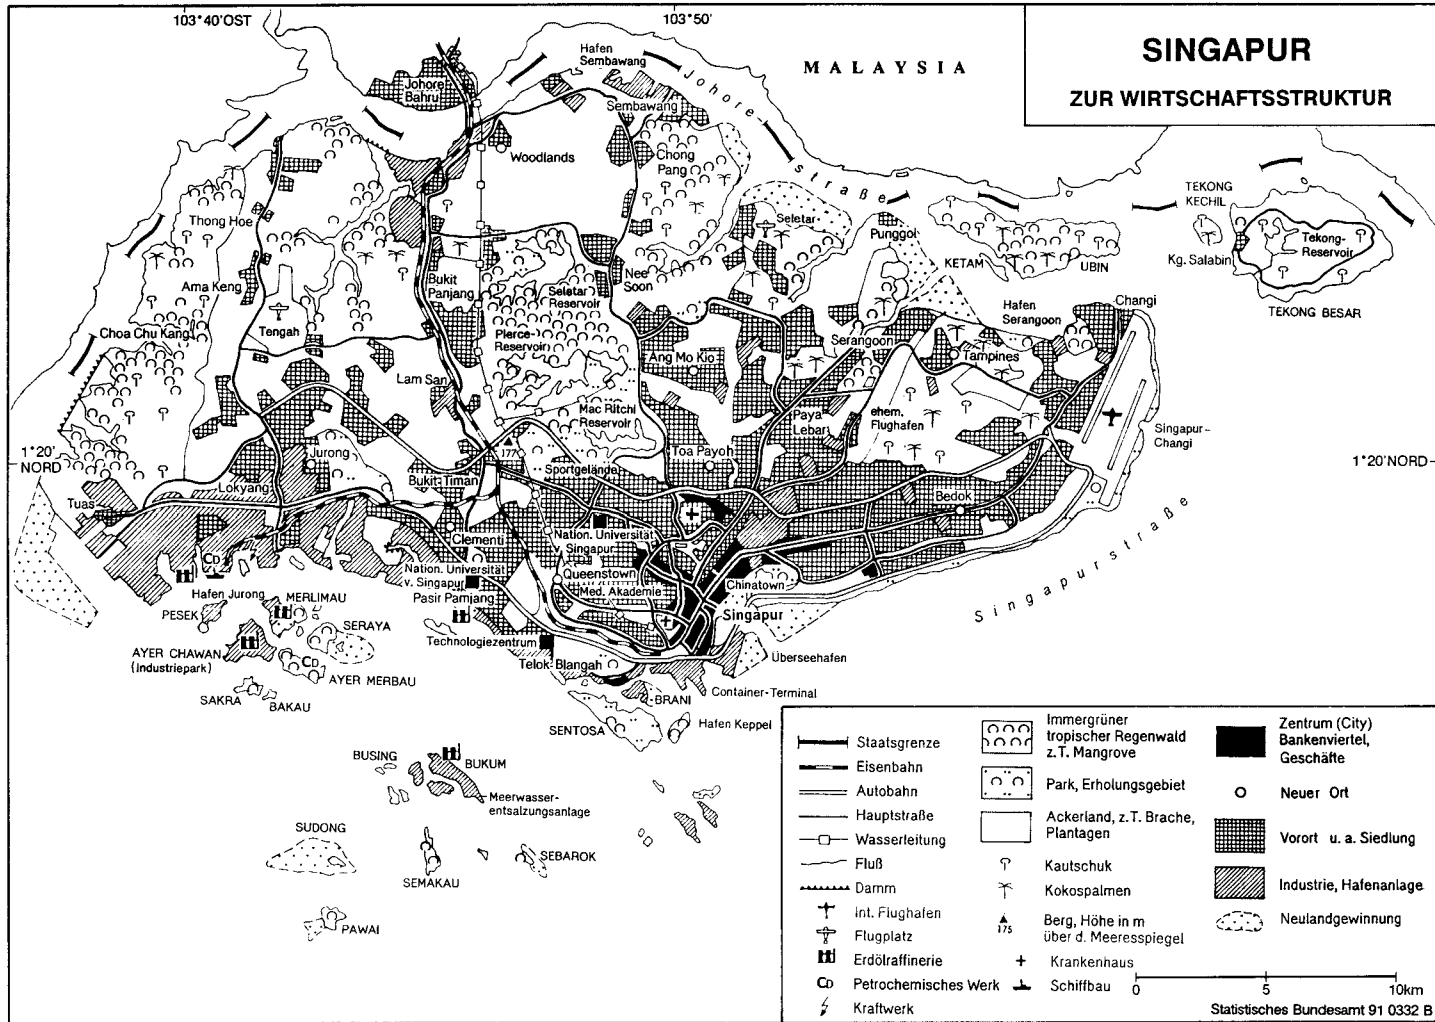 103°40'OST
103°50'
SINGAPUR
ZUR WIRTSCHAFTSSTRUKTUR
MALAYSIA
Hafen
Sembawang
Johore
Bahru
Johore-
straße
Sembawang
Woodlands
Chong
Pang
TEKONG
KECHIL
Thong Hoe
Seletar
Punggol
Tekong-
Reservoir
Kg. Salabin
KETAM
UBIN
TEKONG BESAR
Ama Keng
Bukit
Panjang
Seletar
Reservoir
Nee
Soon
Hafen
Serangoon
Changi
Choa Chu Kang
Tengah
Pierce-
Reservoir
Serangoon
Ang Mo Kio
Tampines
Lam San
Mac Ritchi
Reservoir
Paya
Lebar
ehem.
Flughafen
Singapur-
Changi
1°20'
NORD
1°20'NORD
177
Jurong
Toa Payoh
Sportgelände
Lokyang
Bukit-Timan
Tuas
Bedok
Clementi
Nation. Universität
v. Singapur
Nation. Universität
v. Singapur
Queenstown
Med. Akademie
Chinatown
Singapurstraße
Hafen Jurong
MERLIMAU
Pasir Pamjang
Singapur
PESEK
SERAYA
AYER CHAWAN
(Industriepark)
Technologiezentrum
Überseehafen
Telok-Blangah
AYER MERBAU
SAKRA
BAKAU
BRANI
Container-Terminal
SENTOSA
Hafen Keppel
BUSING
BUKUM
Meerwasser-
entsalzungsanlage
SUDONG
SEMAKAU
SEBAROK
PAWAI
Staatsgrenze
Eisenbahn
Autobahn
Hauptstraße
Wasserleitung
Fluß
Damm
Int. Flughafen
Flugplatz
Erdölraffinerie
CD Petrochemisches Werk
Kraftwerk
Immergrüner
tropischer Regenwald
z.T. Mangrove
Park, Erholungsgebiet
Ackerland, z.T. Brache,
Plantagen
Kautschuk
Kokospalmen
175
Berg, Höhe in m
über d. Meeresspiegel
Krankenhaus
Schiffbau
Zentrum (City)
Bankenviertel,
Geschäfte
Neuer Ort
Vorort u. a. Siedlung
Industrie, Hafenanlage
Neulandgewinnung
0 5 10km
Statistisches Bundesamt 91 0332 B